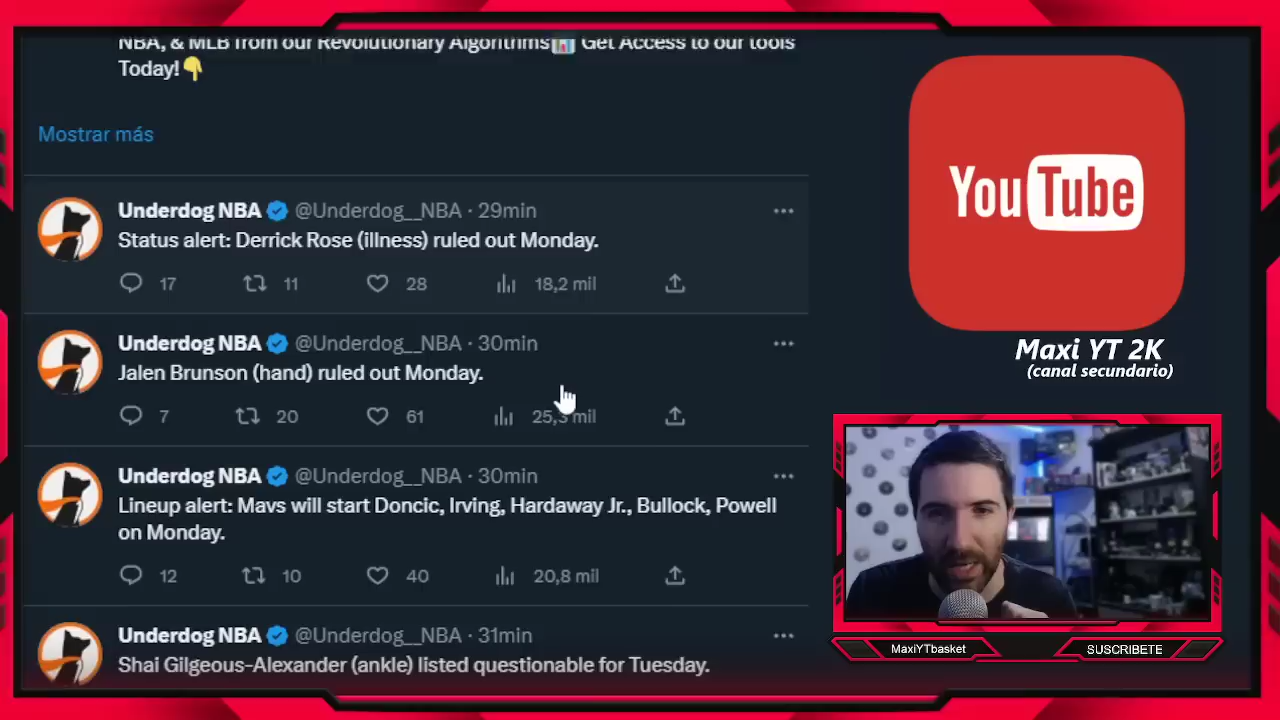 NBA, & MLB from our Revolutionary Algorithms📊 Get Access to our tools
Today!👇
Mostrar más
Underdog NBA @Underdog__NBA · 29min
Status alert: Derrick Rose (illness) ruled out Monday.
17 11 28 18,2 mil
Underdog NBA @Underdog__NBA · 30min
Jalen Brunson (hand) ruled out Monday.
7 20 61 25,3 mil
Underdog NBA @Underdog__NBA · 30min
Lineup alert: Mavs will start Doncic, Irving, Hardaway Jr., Bullock, Powell
on Monday.
12 10 40 20,8 mil
Underdog NBA @Underdog__NBA · 31min
Shai Gilgeous-Alexander (ankle) listed questionable for Tuesday.
YouTube
Maxi YT 2K
(canal secundario)
MaxiYTbasket
SUSCRIBETE